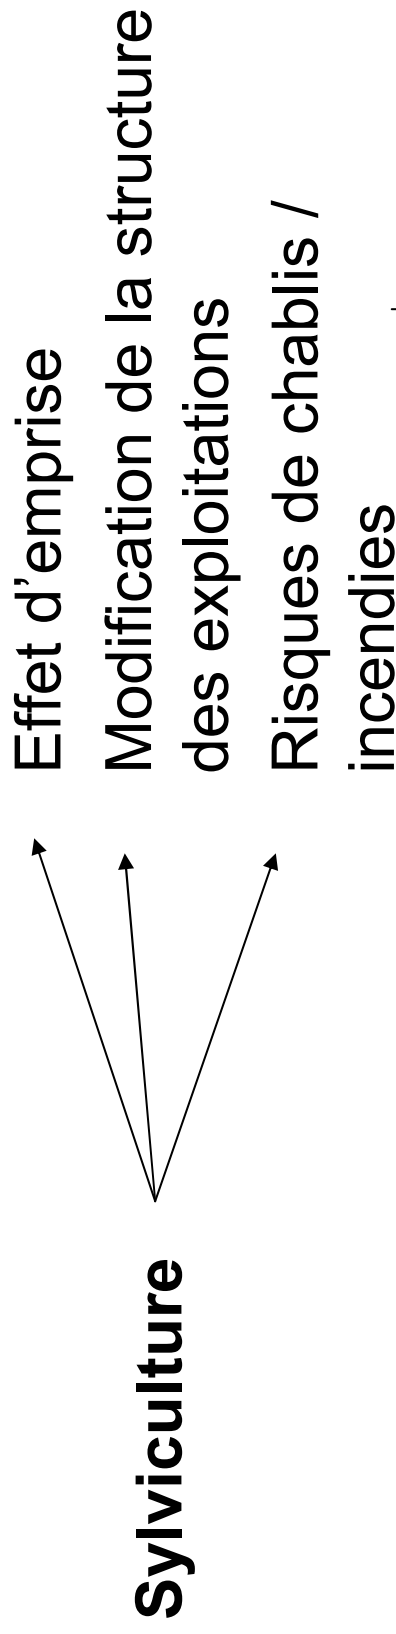 Sylviculture
Effet d’emprise
Modification de la structure
des exploitations
Risques de chablis /
incendies